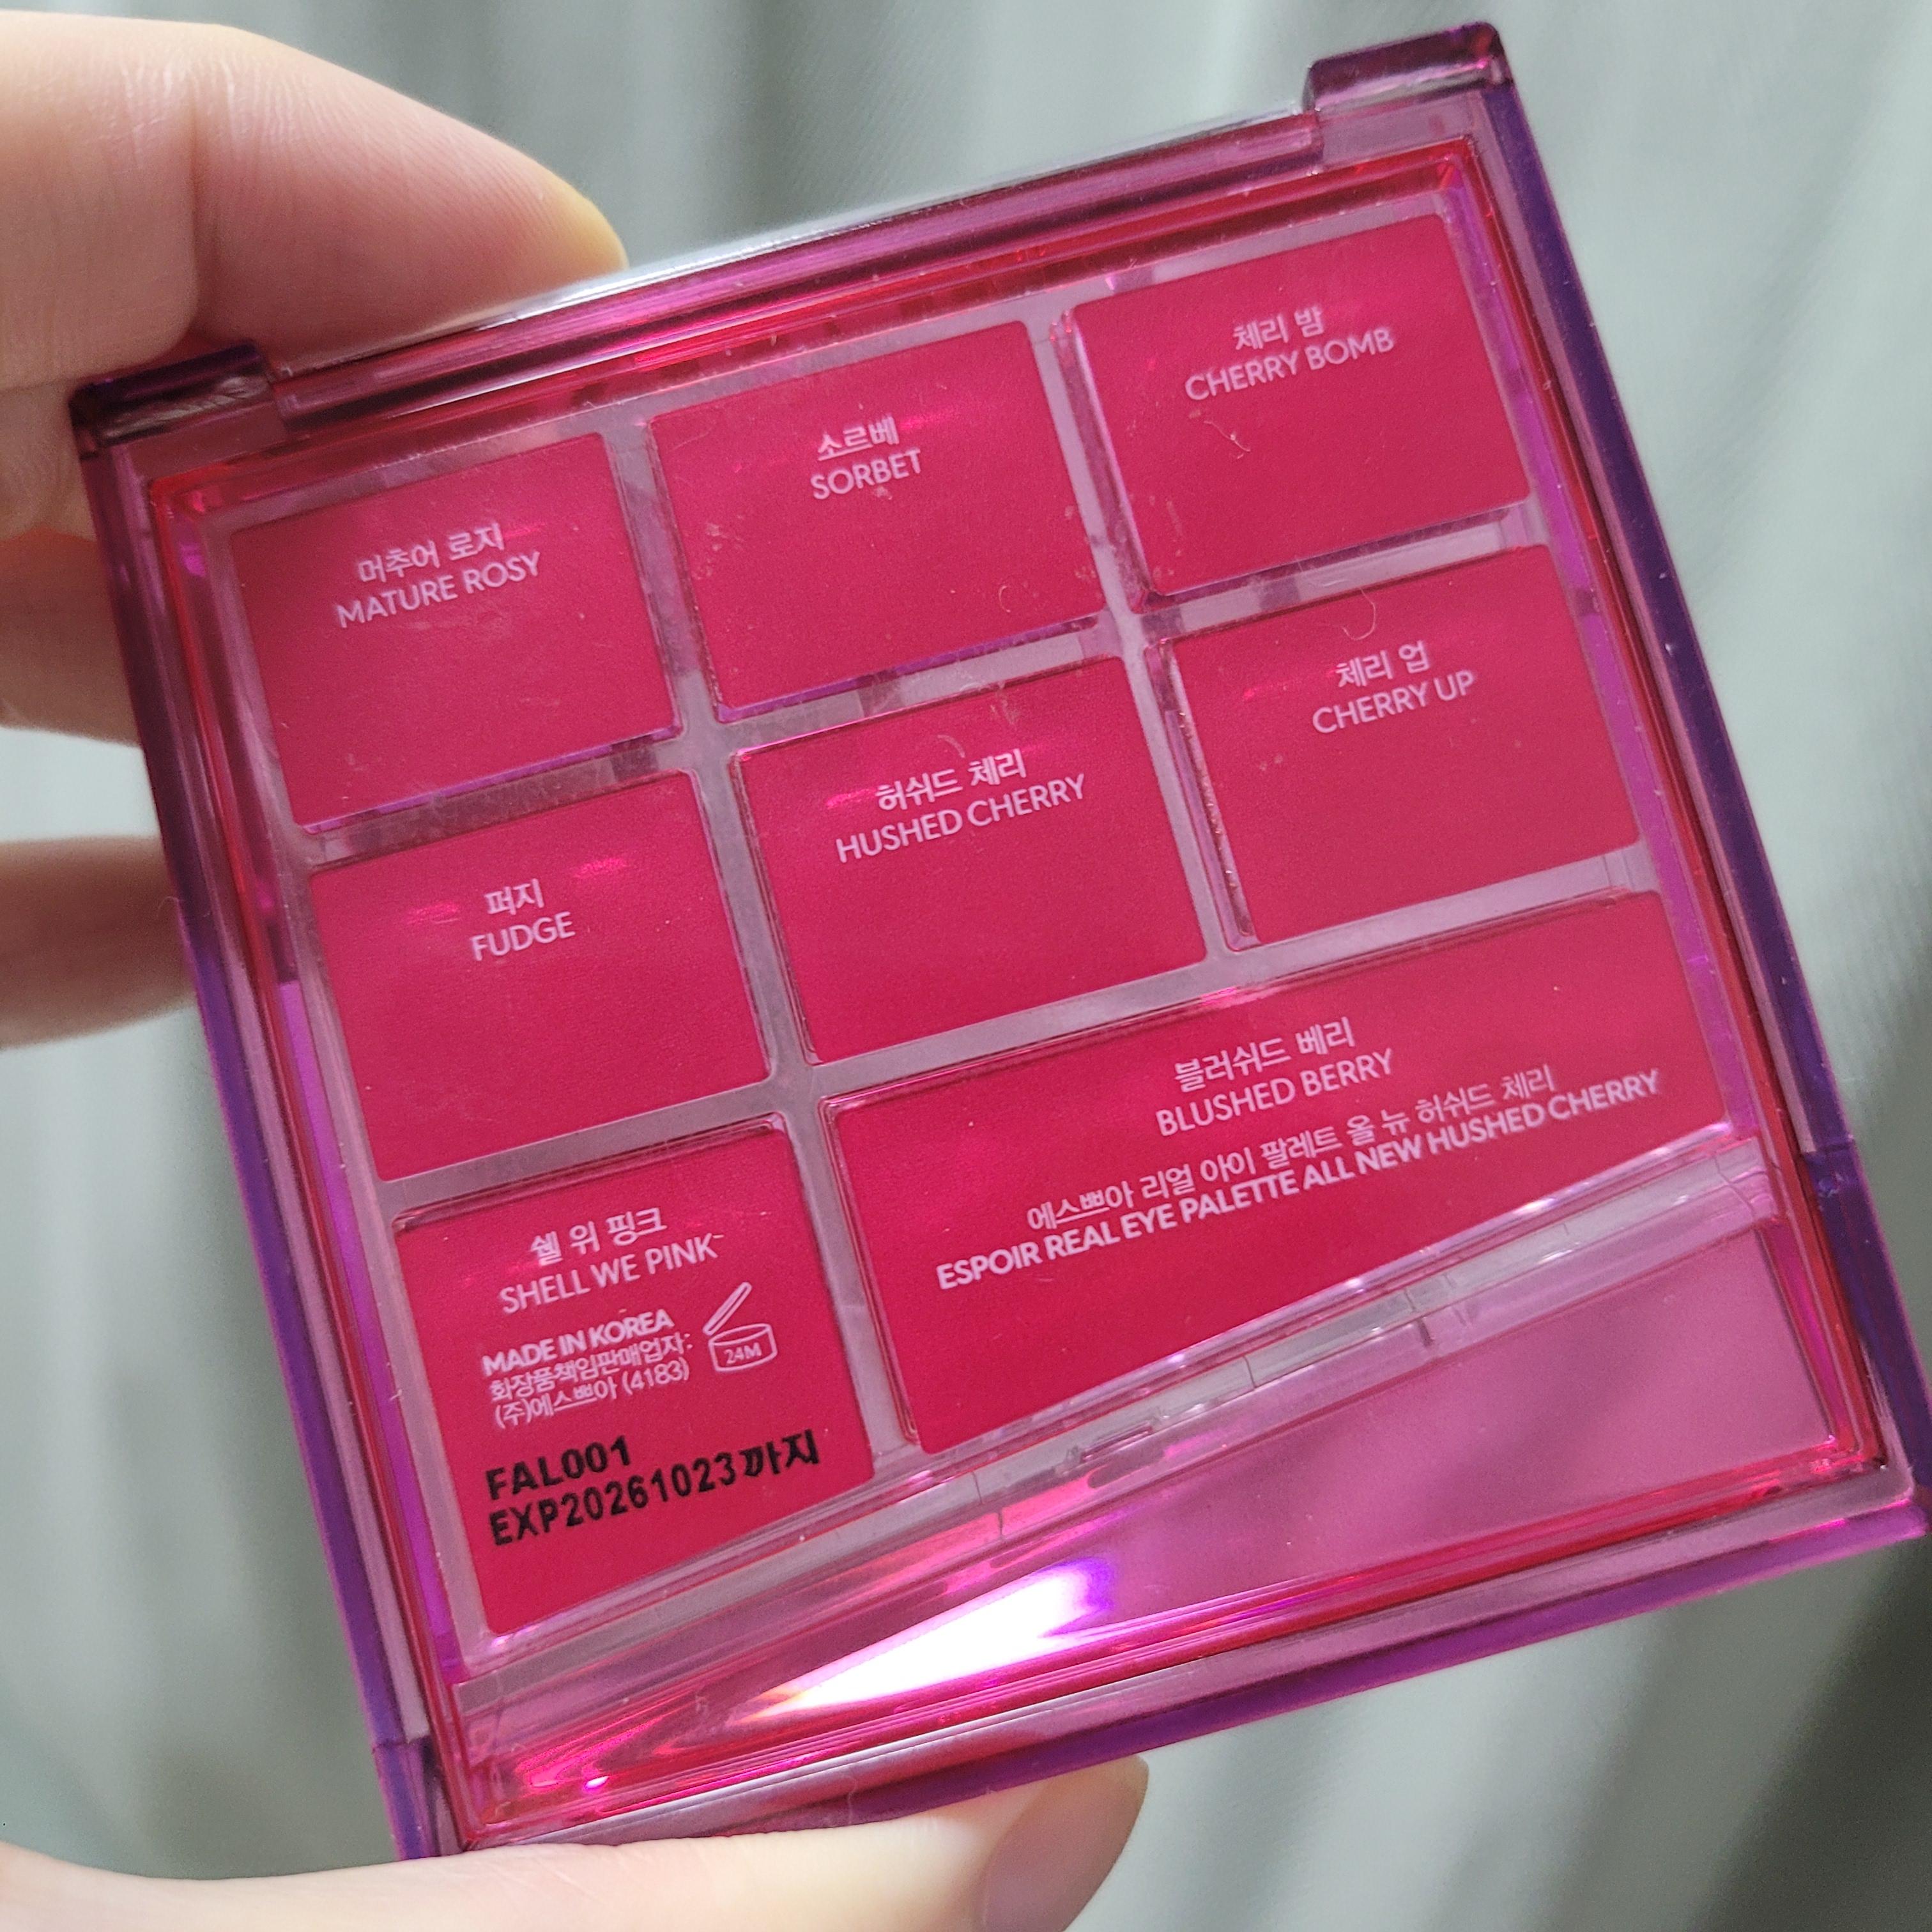 머추어 로지
MATURE ROSY
소르베
SORBET
체리 밤
CHERRY BOMB
퍼지
FUDGE
허쉬드 체리
HUSHED CHERRY
체리 업
CHERRY UP
쉘 위 핑크
SHELL WE PINK
MADE IN KOREA
화장품책임판매업자:
(주)에스쁘아 (4183)
24M
FAL001
EXP20261023까지
블러쉬드 베리
BLUSHED BERRY
에스쁘아 리얼 아이 팔레트 올 뉴 허쉬드 체리
ESPOIR REAL EYE PALETTE ALL NEW HUSHED CHERRY